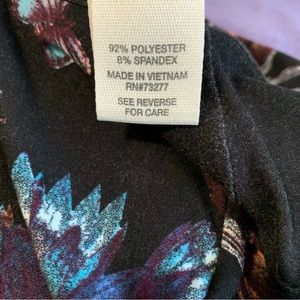 92% POLYESTER
8% SPANDEX
MADE IN VIETNAM
RN#73277
SEE REVERSE
FOR CARE